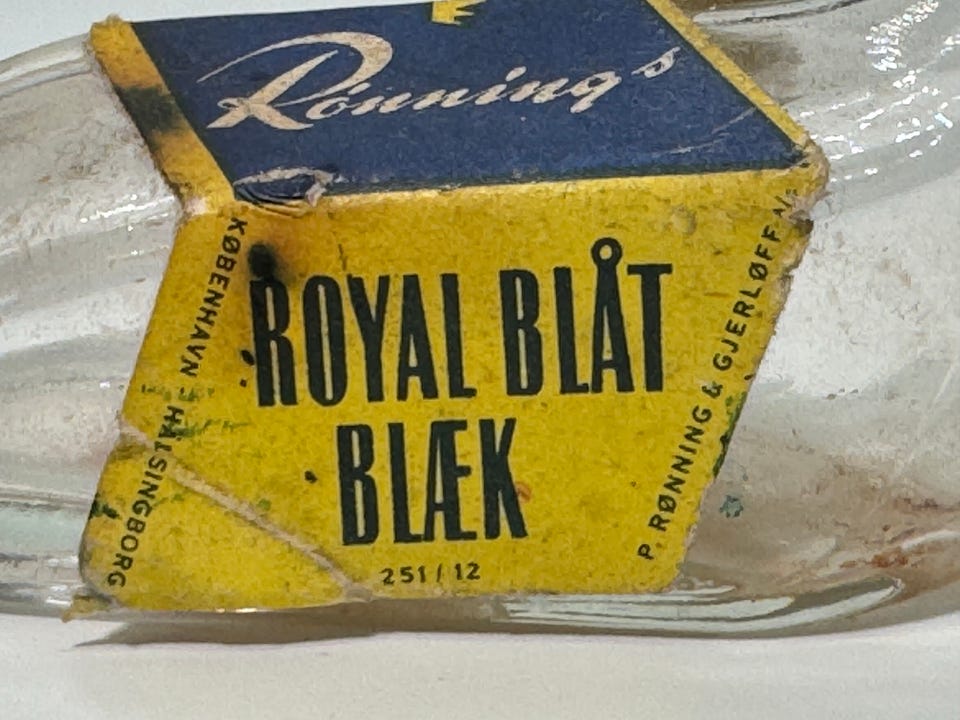 Rønning's
ROYAL BLÅT
BLÆK
251/12
KØBENHAVN. HÄLSINGBORG
P. RØNNING & GJERLØFF A/S